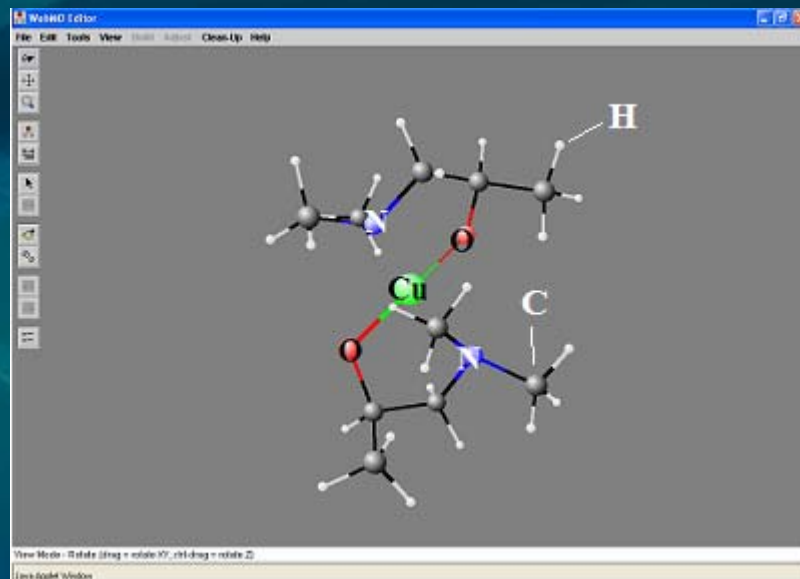 WebMO Editor
File Edit Tools View Build Adjust Clean-Up Help
H
N
O
Cu
C
O
N
View Mode - Rotate (drag = rotate XY, ctrl-drag = rotate Z)
Java Applet Window